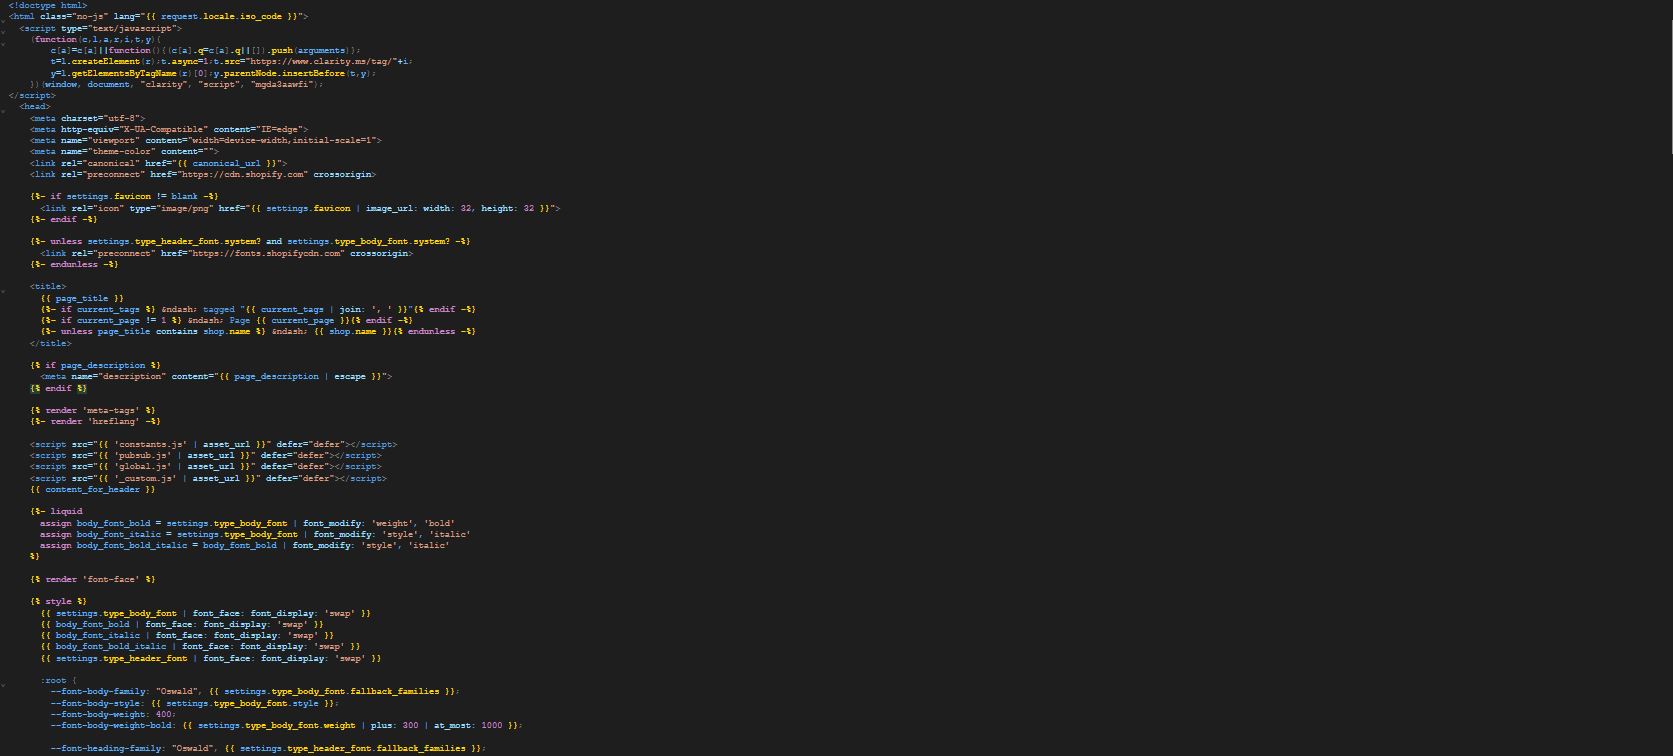 <!doctype html>
<html class="no-js" lang="{{ request.locale.iso_code }}">
<script type="text/javascript">
(function(c,l,a,r,i,t,y){
c[a]=c[a]||function(){(c[a].q=c[a].q||[]).push(arguments)};
t=l.createElement(r);t.async=1;t.src="https://www.clarity.ms/tag/"+i;
y=l.getElementsByTagName(r)[0];y.parentNode.insertBefore(t,y);
})(window, document, "clarity", "script", "mgda3aawfi");
</script>
<head>
<meta charset="utf-8">
<meta http-equiv="X-UA-Compatible" content="IE=edge">
<meta name="viewport" content="width=device-width,initial-scale=1">
<meta name="theme-color" content="">
<link rel="canonical" href="{{ canonical_url }}">
<link rel="preconnect" href="https://cdn.shopify.com" crossorigin>
{%- if settings.favicon != blank -%}
<link rel="icon" type="image/png" href="{{ settings.favicon | image_url: width: 32, height: 32 }}">
{%- endif -%}
{%- unless settings.type_header_font.system? and settings.type_body_font.system? -%}
<link rel="preconnect" href="https://fonts.shopifycdn.com" crossorigin>
{%- endunless -%}
<title>
{{ page_title }}
{%- if current_tags %} &ndash; tagged "{{ current_tags | join: ', ' }}"{% endif -%}
{%- if current_page != 1 %} &ndash; Page {{ current_page }}{% endif -%}
{%- unless page_title contains shop.name %} &ndash; {{ shop.name }}{% endunless -%}
</title>
{% if page_description %}
<meta name="description" content="{{ page_description | escape }}">
{% endif %}
{% render 'meta-tags' %}
{%- render 'hreflang' -%}
<script src="{{ 'constants.js' | asset_url }}" defer="defer"></script>
<script src="{{ 'pubsub.js' | asset_url }}" defer="defer"></script>
<script src="{{ 'global.js' | asset_url }}" defer="defer"></script>
<script src="{{ '_custom.js' | asset_url }}" defer="defer"></script>
{{ content_for_header }}
{%- liquid
assign body_font_bold = settings.type_body_font | font_modify: 'weight', 'bold'
assign body_font_italic = settings.type_body_font | font_modify: 'style', 'italic'
assign body_font_bold_italic = body_font_bold | font_modify: 'style', 'italic'
%}
{% render 'font-face' %}
{% style %}
{{ settings.type_body_font | font_face: font_display: 'swap' }}
{{ body_font_bold | font_face: font_display: 'swap' }}
{{ body_font_italic | font_face: font_display: 'swap' }}
{{ body_font_bold_italic | font_face: font_display: 'swap' }}
{{ settings.type_header_font | font_face: font_display: 'swap' }}
:root {
--font-body-family: "Oswald", {{ settings.type_body_font.fallback_families }};
--font-body-style: {{ settings.type_body_font.style }};
--font-body-weight: 400;
--font-body-weight-bold: {{ settings.type_body_font.weight | plus: 300 | at_most: 1000 }};
--font-heading-family: "Oswald", {{ settings.type_header_font.fallback_families }};